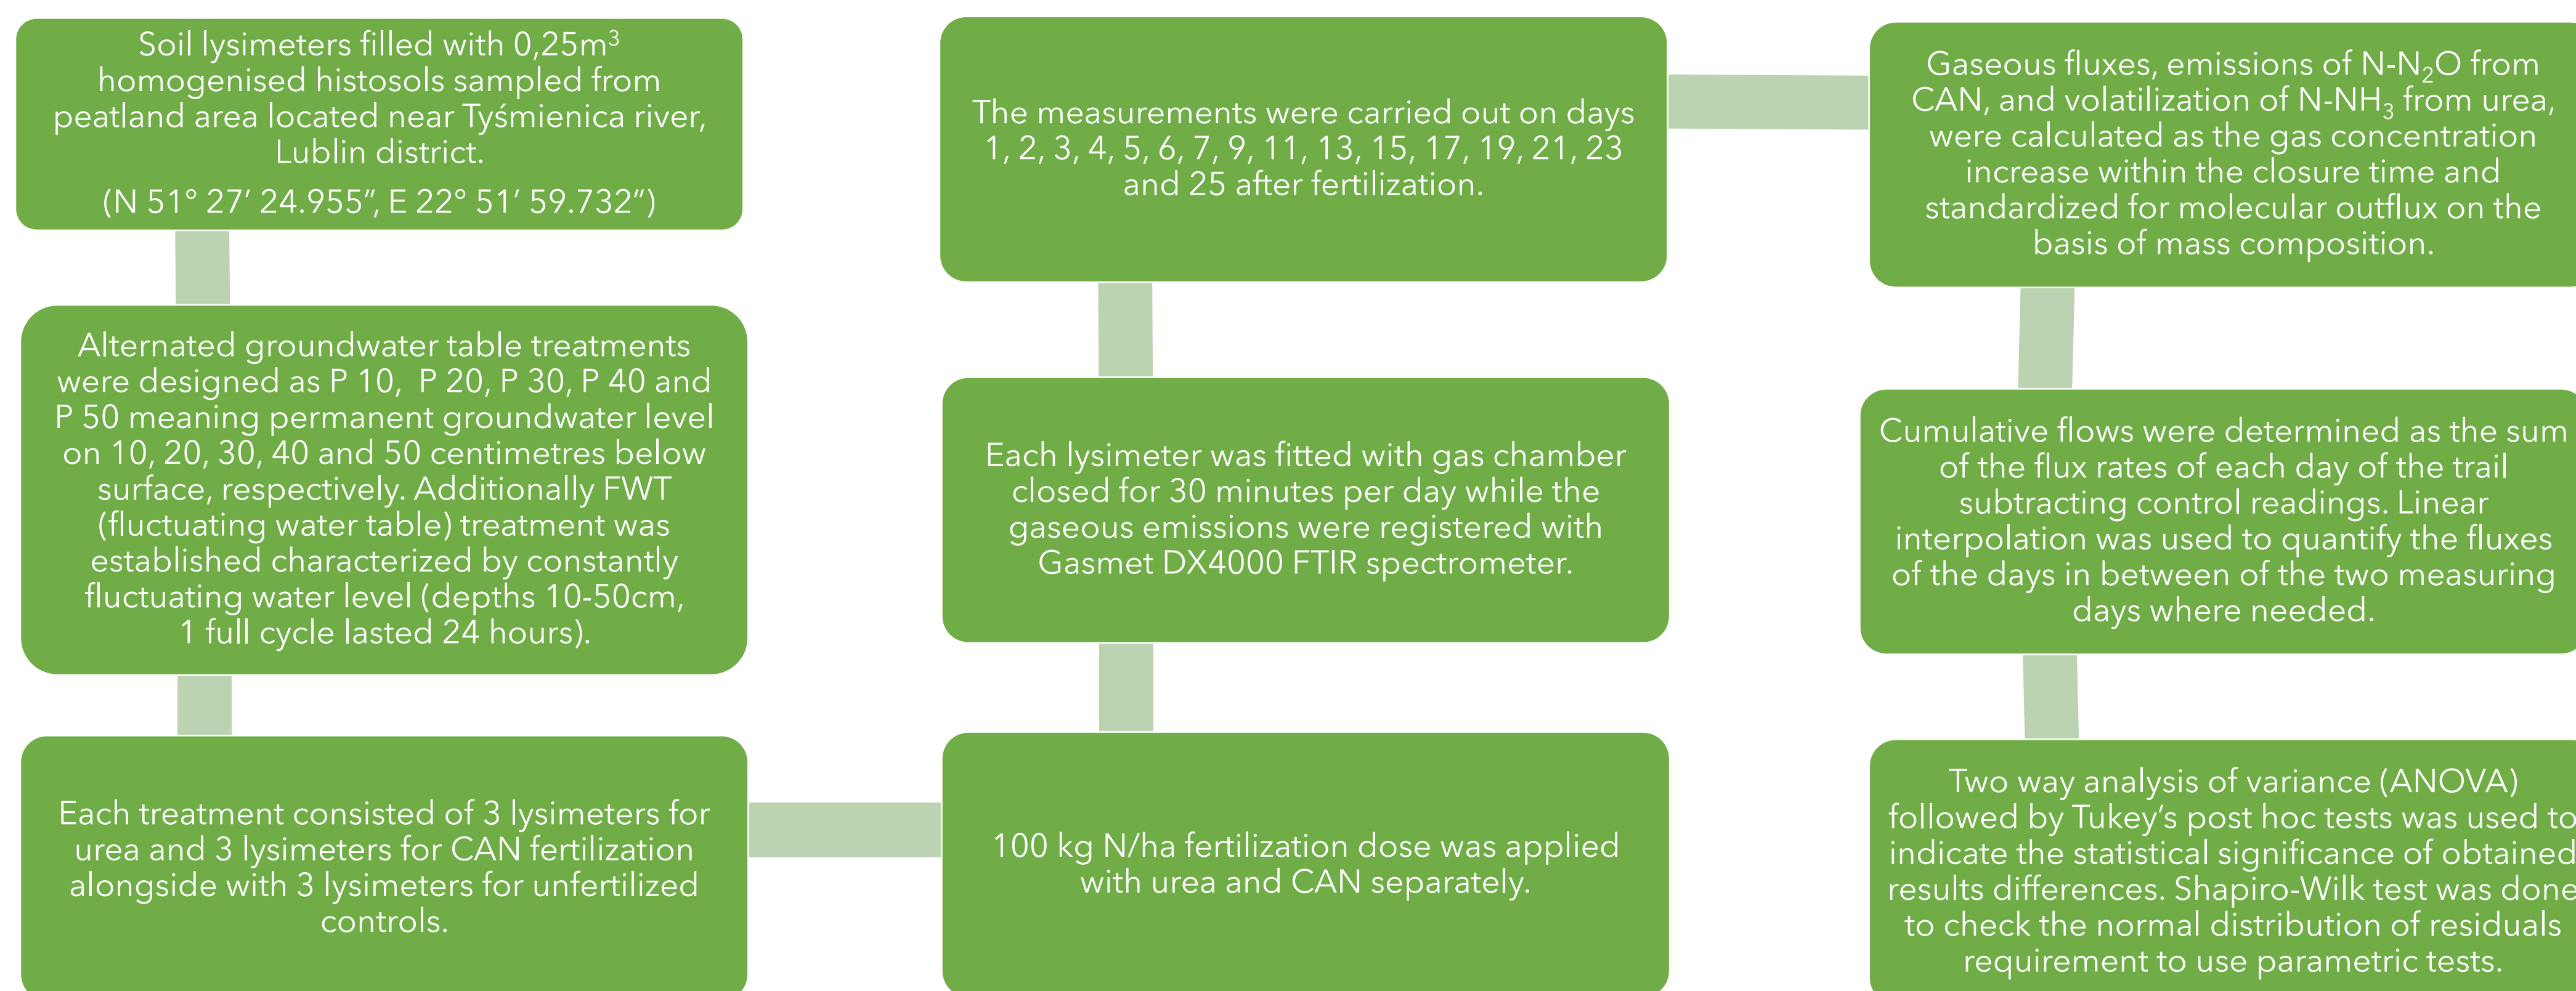 Soil lysimeters filled with 0,25m³
homogenised histosols sampled from
peatland area located near Tyśmienica river,
Lublin district.
(N 51° 27’ 24.955”, E 22° 51’ 59.732”)
Alternated groundwater table treatments
were designed as P 10, P 20, P 30, P 40 and
P 50 meaning permanent groundwater level
on 10, 20, 30, 40 and 50 centimetres below
surface, respectively. Additionally FWT
(fluctuating water table) treatment was
established characterized by constantly
fluctuating water level (depths 10-50cm,
1 full cycle lasted 24 hours).
Each treatment consisted of 3 lysimeters for
urea and 3 lysimeters for CAN fertilization
alongside with 3 lysimeters for unfertilized
controls.
100 kg N/ha fertilization dose was applied
with urea and CAN separately.
Each lysimeter was fitted with gas chamber
closed for 30 minutes per day while the
gaseous emissions were registered with
Gasmet DX4000 FTIR spectrometer.
The measurements were carried out on days
1, 2, 3, 4, 5, 6, 7, 9, 11, 13, 15, 17, 19, 21, 23
and 25 after fertilization.
Gaseous fluxes, emissions of N-N₂O from
CAN, and volatilization of N-NH₃ from urea,
were calculated as the gas concentration
increase within the closure time and
standardized for molecular outflux on the
basis of mass composition.
Cumulative flows were determined as the sum
of the flux rates of each day of the trail
subtracting control readings. Linear
interpolation was used to quantify the fluxes
of the days in between of the two measuring
days where needed.
Two way analysis of variance (ANOVA)
followed by Tukey’s post hoc tests was used to
indicate the statistical significance of obtained
results differences. Shapiro-Wilk test was done
to check the normal distribution of residuals
requirement to use parametric tests.